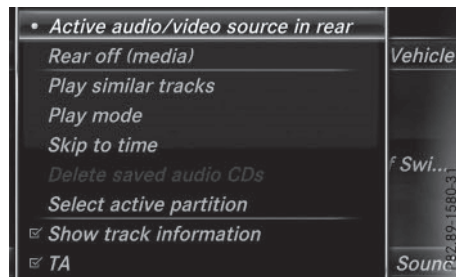 • Active audio/video source in rear
Rear off (media)
Vehicle
Play similar tracks
Play mode
Skip to time
f Swi...
Delete saved audio CDs
Select active partition
Show track information
TA
Sound
P82.89-1580-31